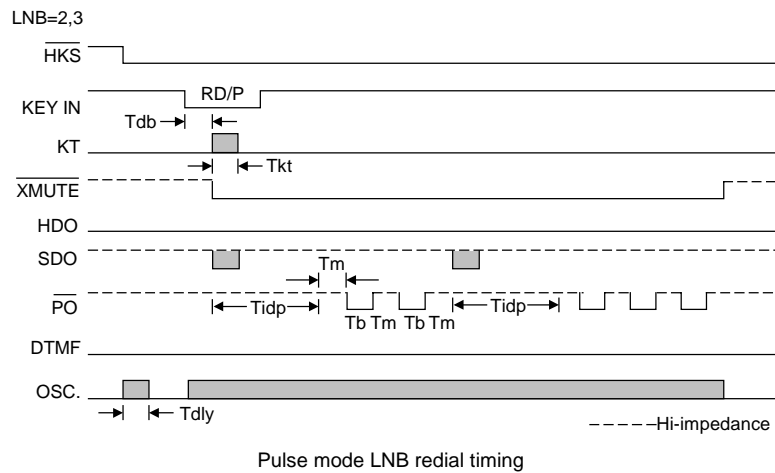 LNB=2,3
HKS
KEY IN
RD/P
Tdb
KT
Tkt
XMUTE
HDO
SDO
Tm
PO
Tidp
Tb Tm Tb Tm
Tidp
DTMF
OSC.
Tdly
Hi-impedance
Pulse mode LNB redial timing